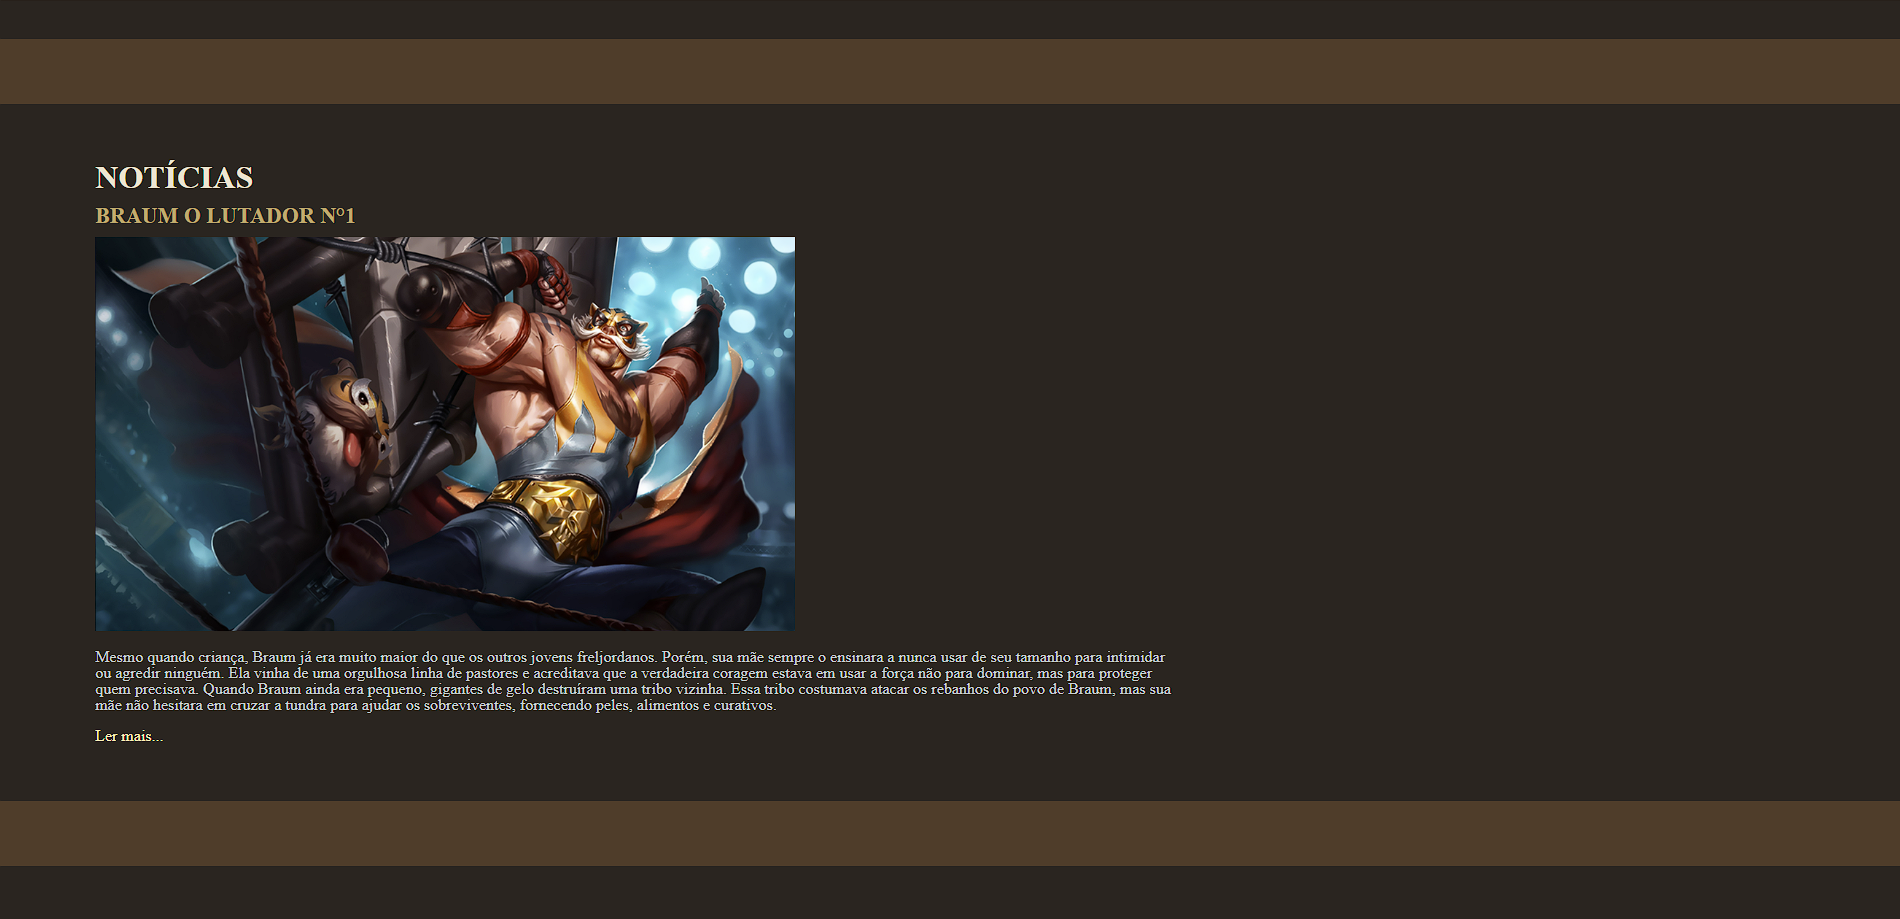 NOTÍCIAS
BRAUM O LUTADOR Nº1
Mesmo quando criança, Braum já era muito maior do que os outros jovens freljordanos. Porém, sua mãe sempre o ensinara a nunca usar de seu tamanho para intimidar
ou agredir ninguém. Ela vinha de uma orgulhosa linha de pastores e acreditava que a verdadeira coragem estava em usar a força não para dominar, mas para proteger
quem precisava. Quando Braum ainda era pequeno, gigantes de gelo destruíram uma tribo vizinha. Essa tribo costumava atacar os rebanhos do povo de Braum, mas sua
mãe não hesitara em cruzar a tundra para ajudar os sobreviventes, fornecendo peles, alimentos e curativos.
Ler mais...